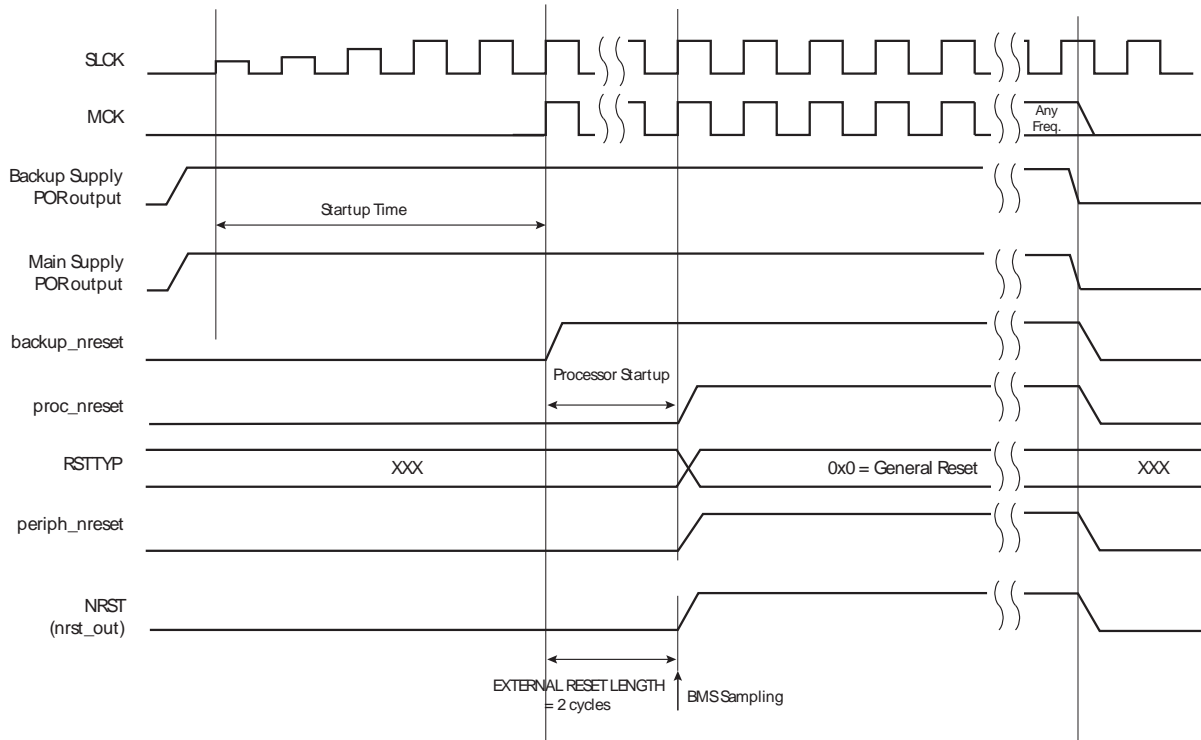 SLCK
MCK
Any
Freq.
Backup Supply
POR output
Startup Time
Main Supply
POR output
backup_nreset
Processor Startup
proc_nreset
RSTTYP
XXX
0x0 = General Reset
XXX
periph_nreset
NRST
(nrst_out)
EXTERNAL RESET LENGTH
= 2 cycles
BMS Sampling